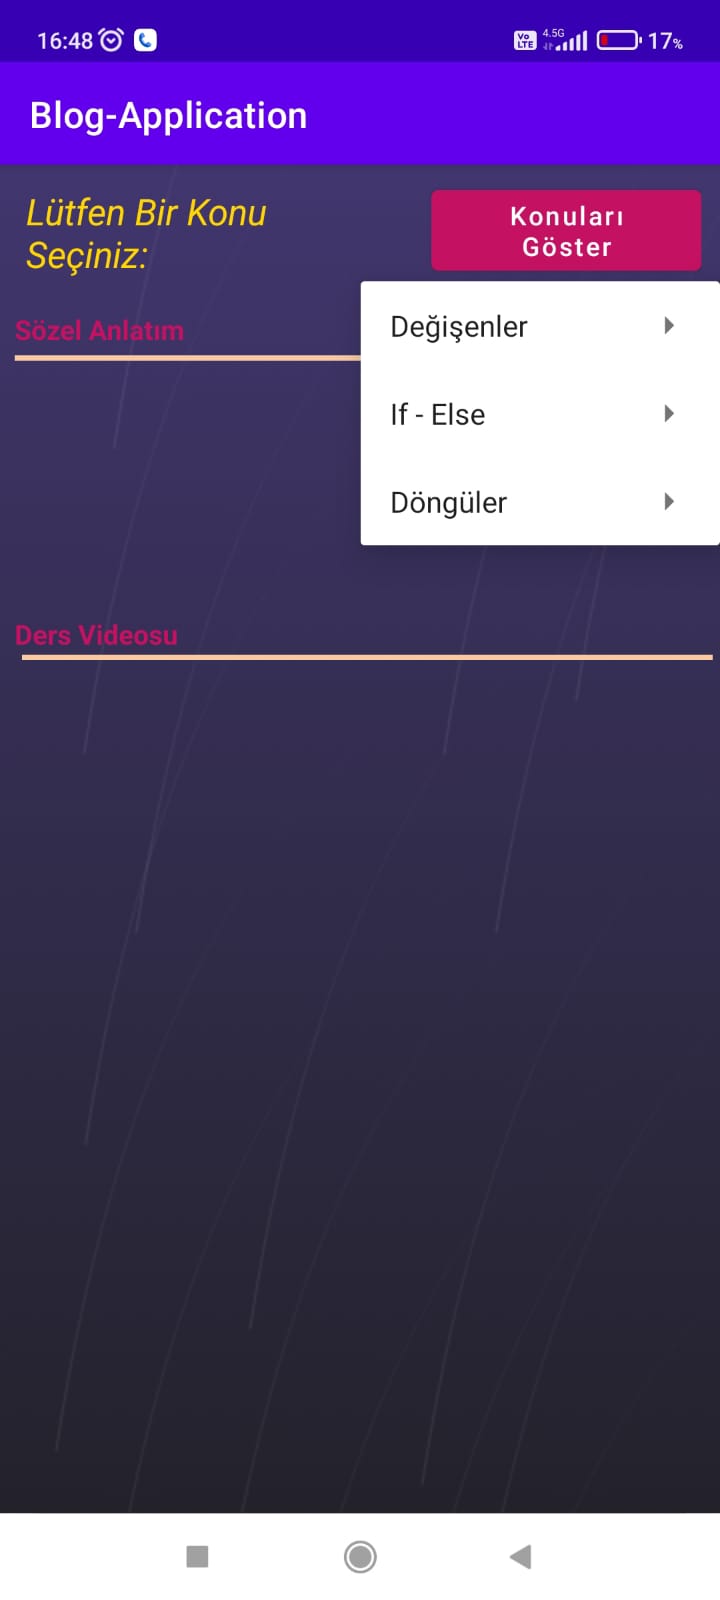 16:48
Vo LTE 4.5G 17%
Blog-Application
Lütfen Bir Konu
Seçiniz:
Konuları
Göster
Sözel Anlatım
Değişenler
If - Else
Döngüler
Ders Videosu